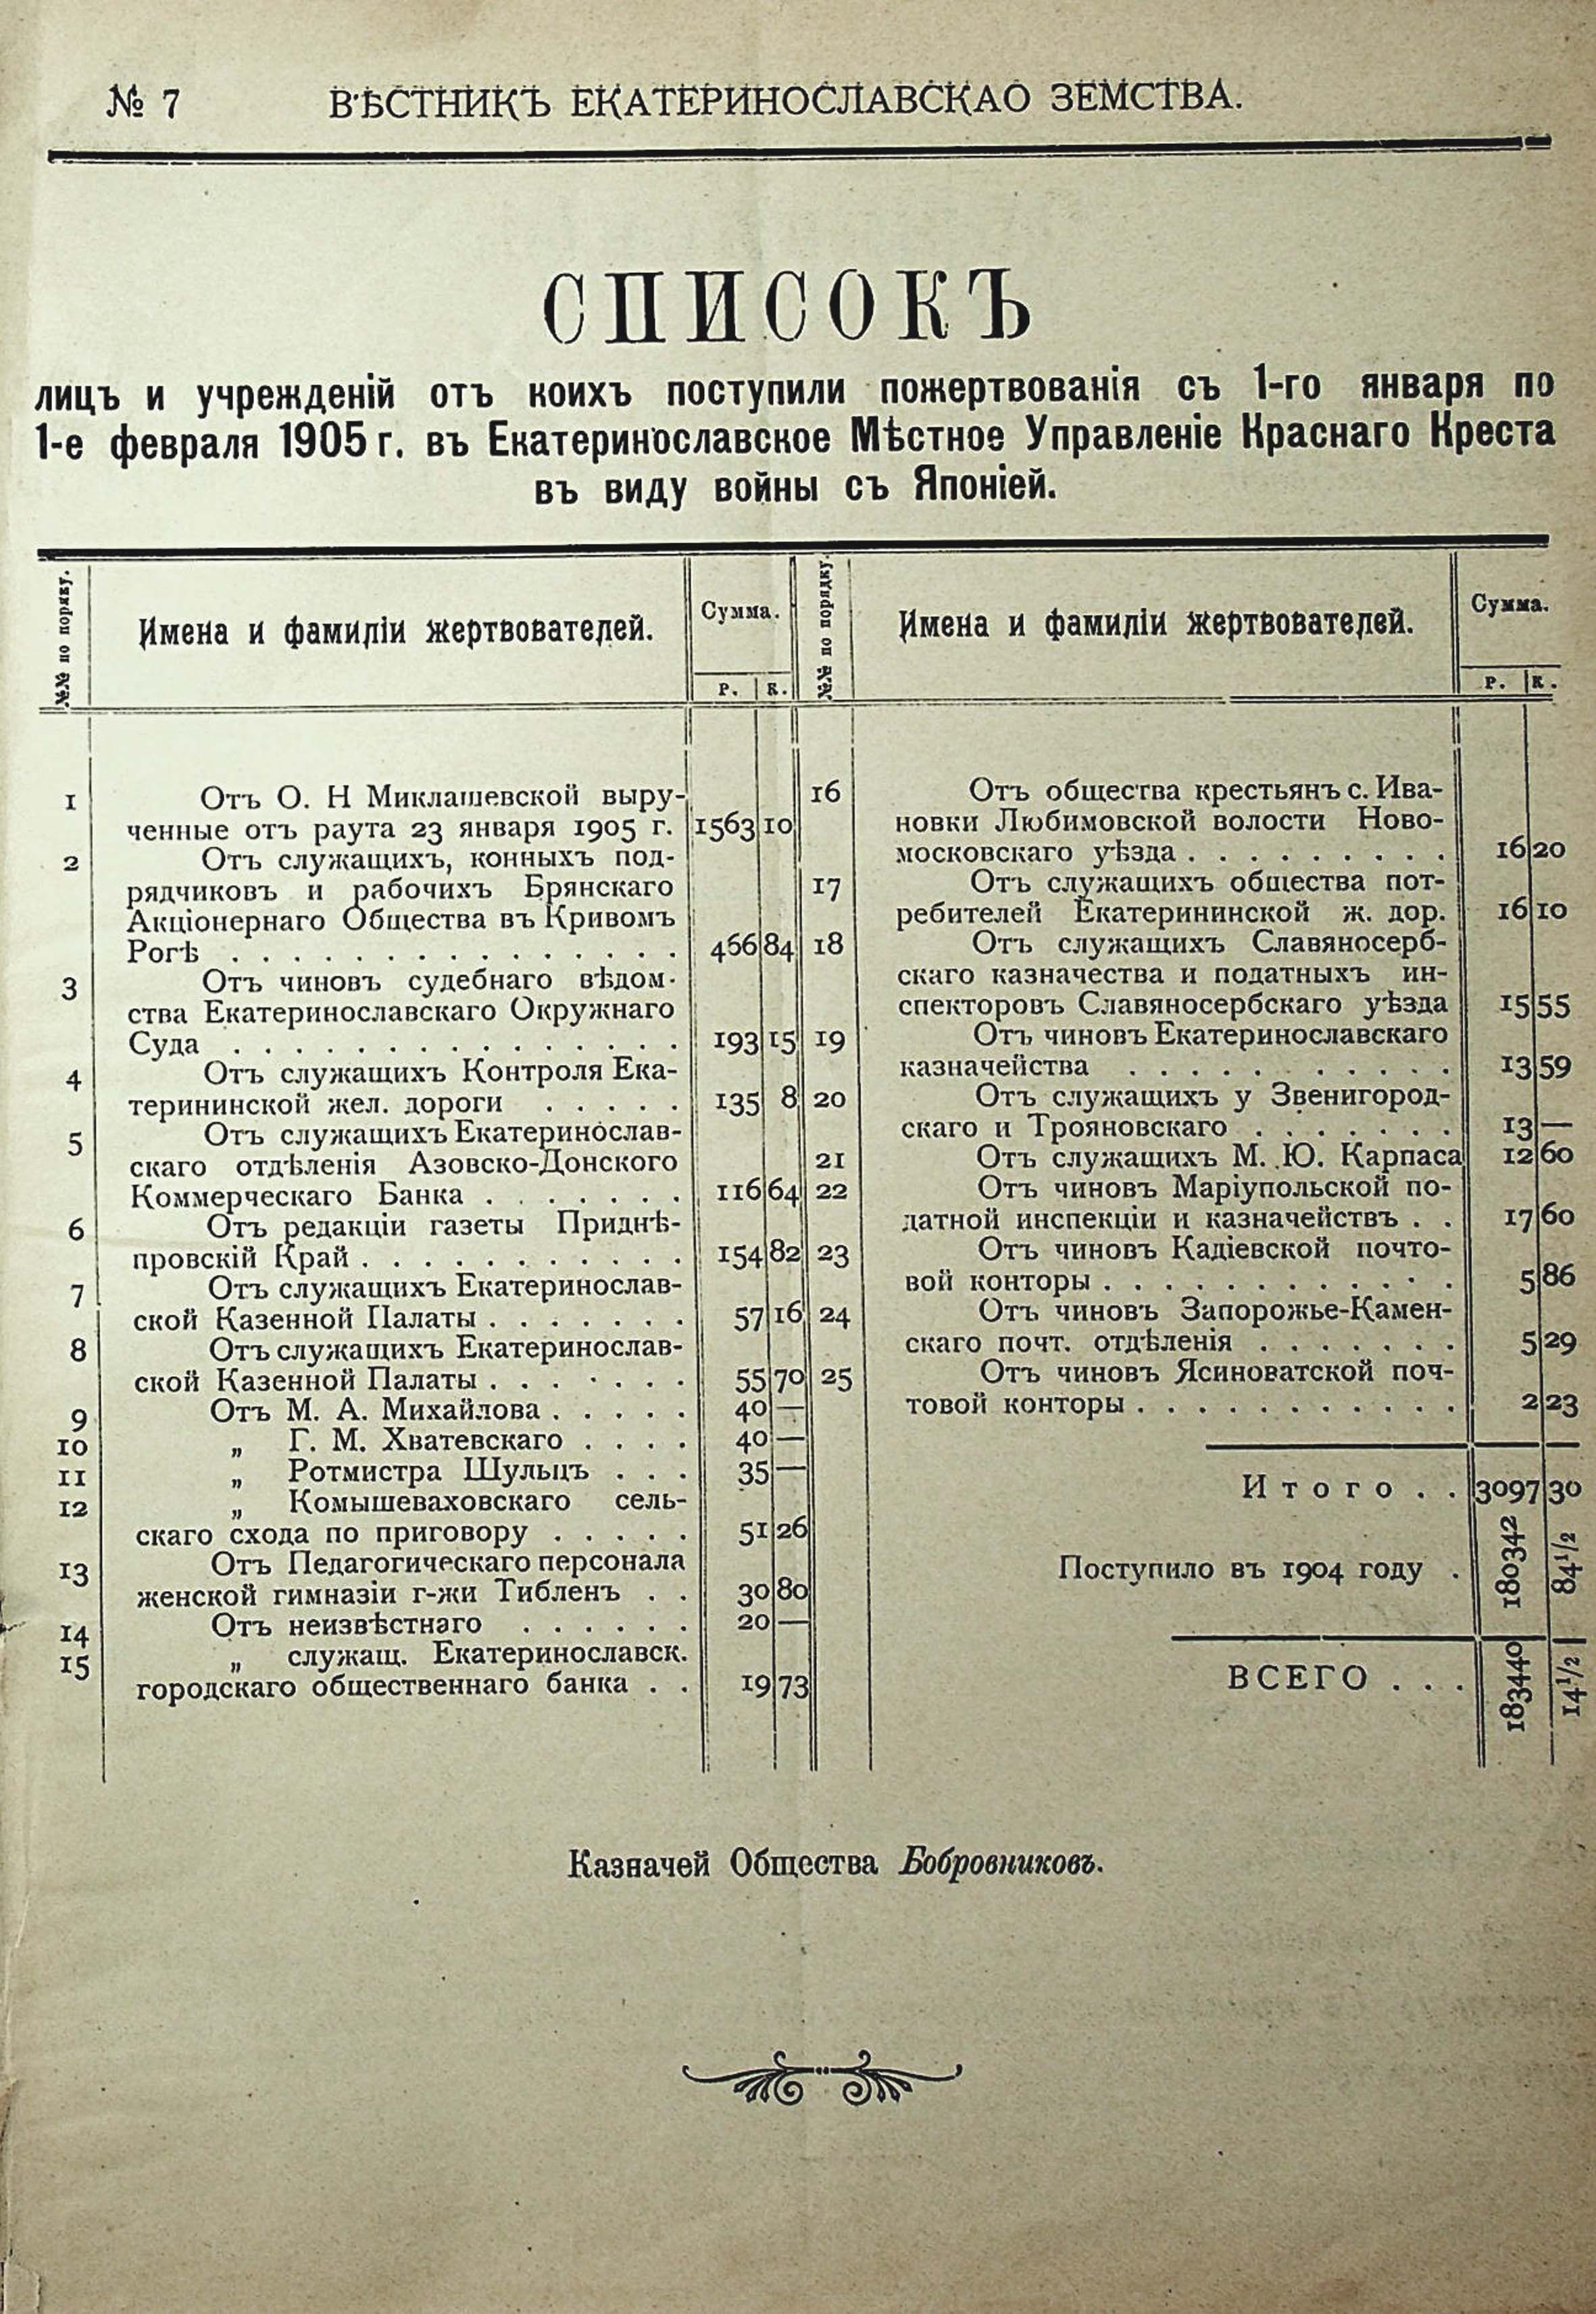 № 7 ВѢСТНИКЪ ЕКАТЕРИНОСЛАВСКАО ЗЕМСТВА.
СПИСОКЪ
лицъ и учрежденій отъ коихъ поступили пожертвованія съ 1-го января по
1-е февраля 1905 г. въ Екатеринославское Мѣстное Управленіе Краснаго Креста
въ виду войны съ Японіей.
№№ по порядку.
Имена и фамиліи жертвователей.
Сумма.
Р. К.
1 Отъ О. Н Миклашевской выру-
ченные отъ раута 23 января 1905 г. 1563 10
2 Отъ служащихъ, конныхъ под-
рядчиковъ и рабочихъ Брянскаго
Акціонернаго Общества въ Кривомъ
Рогѣ . . . . . . . . . . . . . . . 466 84
3 Отъ чиновъ судебнаго вѣдом-
ства Екатеринославскаго Окружнаго
Суда . . . . . . . . . . . . . . . 193 15
4 Отъ служащихъ Контроля Ека-
терининской жел. дороги . . . . . 135 8
5 Отъ служащихъ Екатеринослав-
скаго отдѣленія Азовско-Донского
Коммерческаго Банка . . . . . . . 116 64
6 Отъ редакціи газеты Приднѣ-
провскій Край . . . . . . . . . . . 154 82
7 Отъ служащихъ Екатеринослав-
ской Казенной Палаты . . . . . . . 57 16
8 Отъ служащихъ Екатеринослав-
ской Казенной Палаты . . . . . . . 55 70
9 Отъ М. А. Михайлова . . . . . 40 —
10 „ Г. М. Хватевскаго . . . . 40 —
11 „ Ротмистра Шульцъ . . . 35 —
12 „ Комышеваховскаго сель-
скаго схода по приговору . . . . . 51 26
13 Отъ Педагогическаго персонала
женской гимназіи г-жи Тибленъ . . 30 80
14 Отъ неизвѣстнаго . . . . . . 20 —
15 „ служащ. Екатеринославск.
городскаго общественнаго банка . . 19 73
№№ по порядку.
Имена и фамиліи жертвователей.
Сумма.
Р. К.
16 Отъ общества крестьянъ с. Ива-
новки Любимовской волости Ново-
московскаго уѣзда . . . . . . . . . 16 20
17 Отъ служащихъ общества пот-
ребителей Екатерининской ж. дор. 16 10
18 Отъ служащихъ Славяносерб-
скаго казначества и податныхъ ин-
спекторовъ Славяносербскаго уѣзда 15 55
19 Отъ чиновъ Екатеринославскаго
казначейства . . . . . . . . . . . 13 59
20 Отъ служащихъ у Звенигород-
скаго и Трояновскаго . . . . . . . 13 —
21 Отъ служащихъ М. Ю. Карпаса 12 60
22 Отъ чиновъ Маріупольской по-
датной инспекціи и казначействъ . . 17 60
23 Отъ чиновъ Кадіевской почто-
вой конторы . . . . . . . . . . . . 5 86
24 Отъ чиновъ Запорожье-Камен-
скаго почт. отдѣленія . . . . . . . 5 29
25 Отъ чиновъ Ясиноватской поч-
товой конторы . . . . . . . . . . . 2 23
Итого . . 3097 30
Поступило въ 1904 году . 180342 84½
ВСЕГО . . . 183440 14½
Казначей Общества Бобровниковъ.